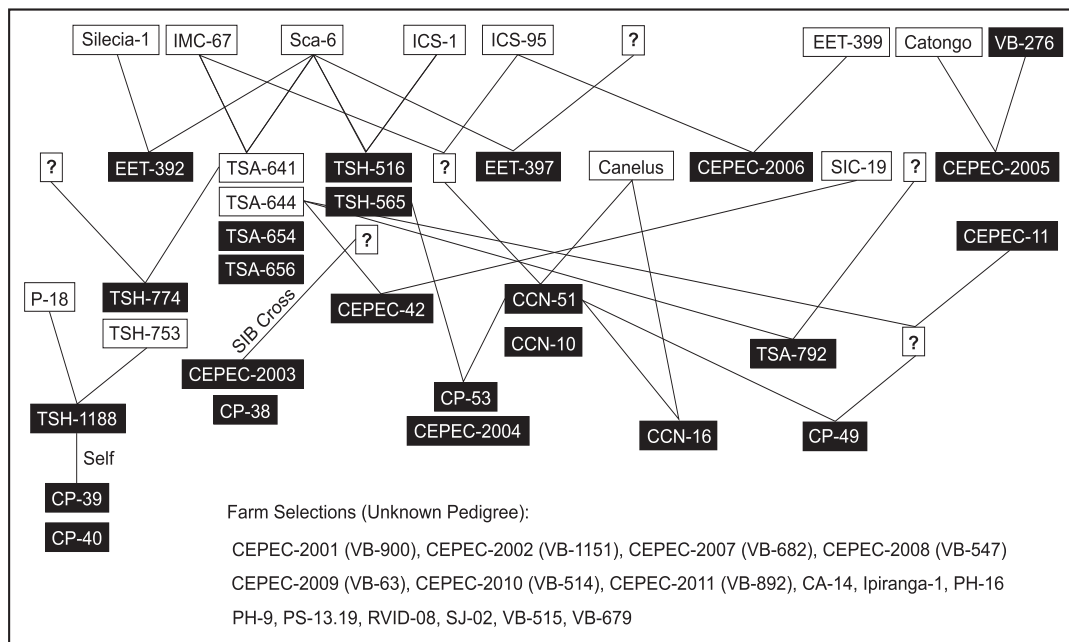 Silecia-1 IMC-67 Sca-6 ICS-1 ICS-95 ? EET-399 Catongo VB-276
? EET-392 TSA-641 TSH-516 ? EET-397 Canelus CEPEC-2006 SIC-19 ? CEPEC-2005
TSA-644 TSH-565
TSA-654 ? CEPEC-11
TSA-656
P-18 TSH-774 CEPEC-42 CCN-51
SIB Cross
TSH-753 CCN-10 TSA-792 ?
CEPEC-2003
CP-38 CP-53
TSH-1188 CEPEC-2004 CCN-16 CP-49
Self
CP-39
CP-40
Farm Selections (Unknown Pedigree):
CEPEC-2001 (VB-900), CEPEC-2002 (VB-1151), CEPEC-2007 (VB-682), CEPEC-2008 (VB-547)
CEPEC-2009 (VB-63), CEPEC-2010 (VB-514), CEPEC-2011 (VB-892), CA-14, Ipiranga-1, PH-16
PH-9, PS-13.19, RVID-08, SJ-02, VB-515, VB-679